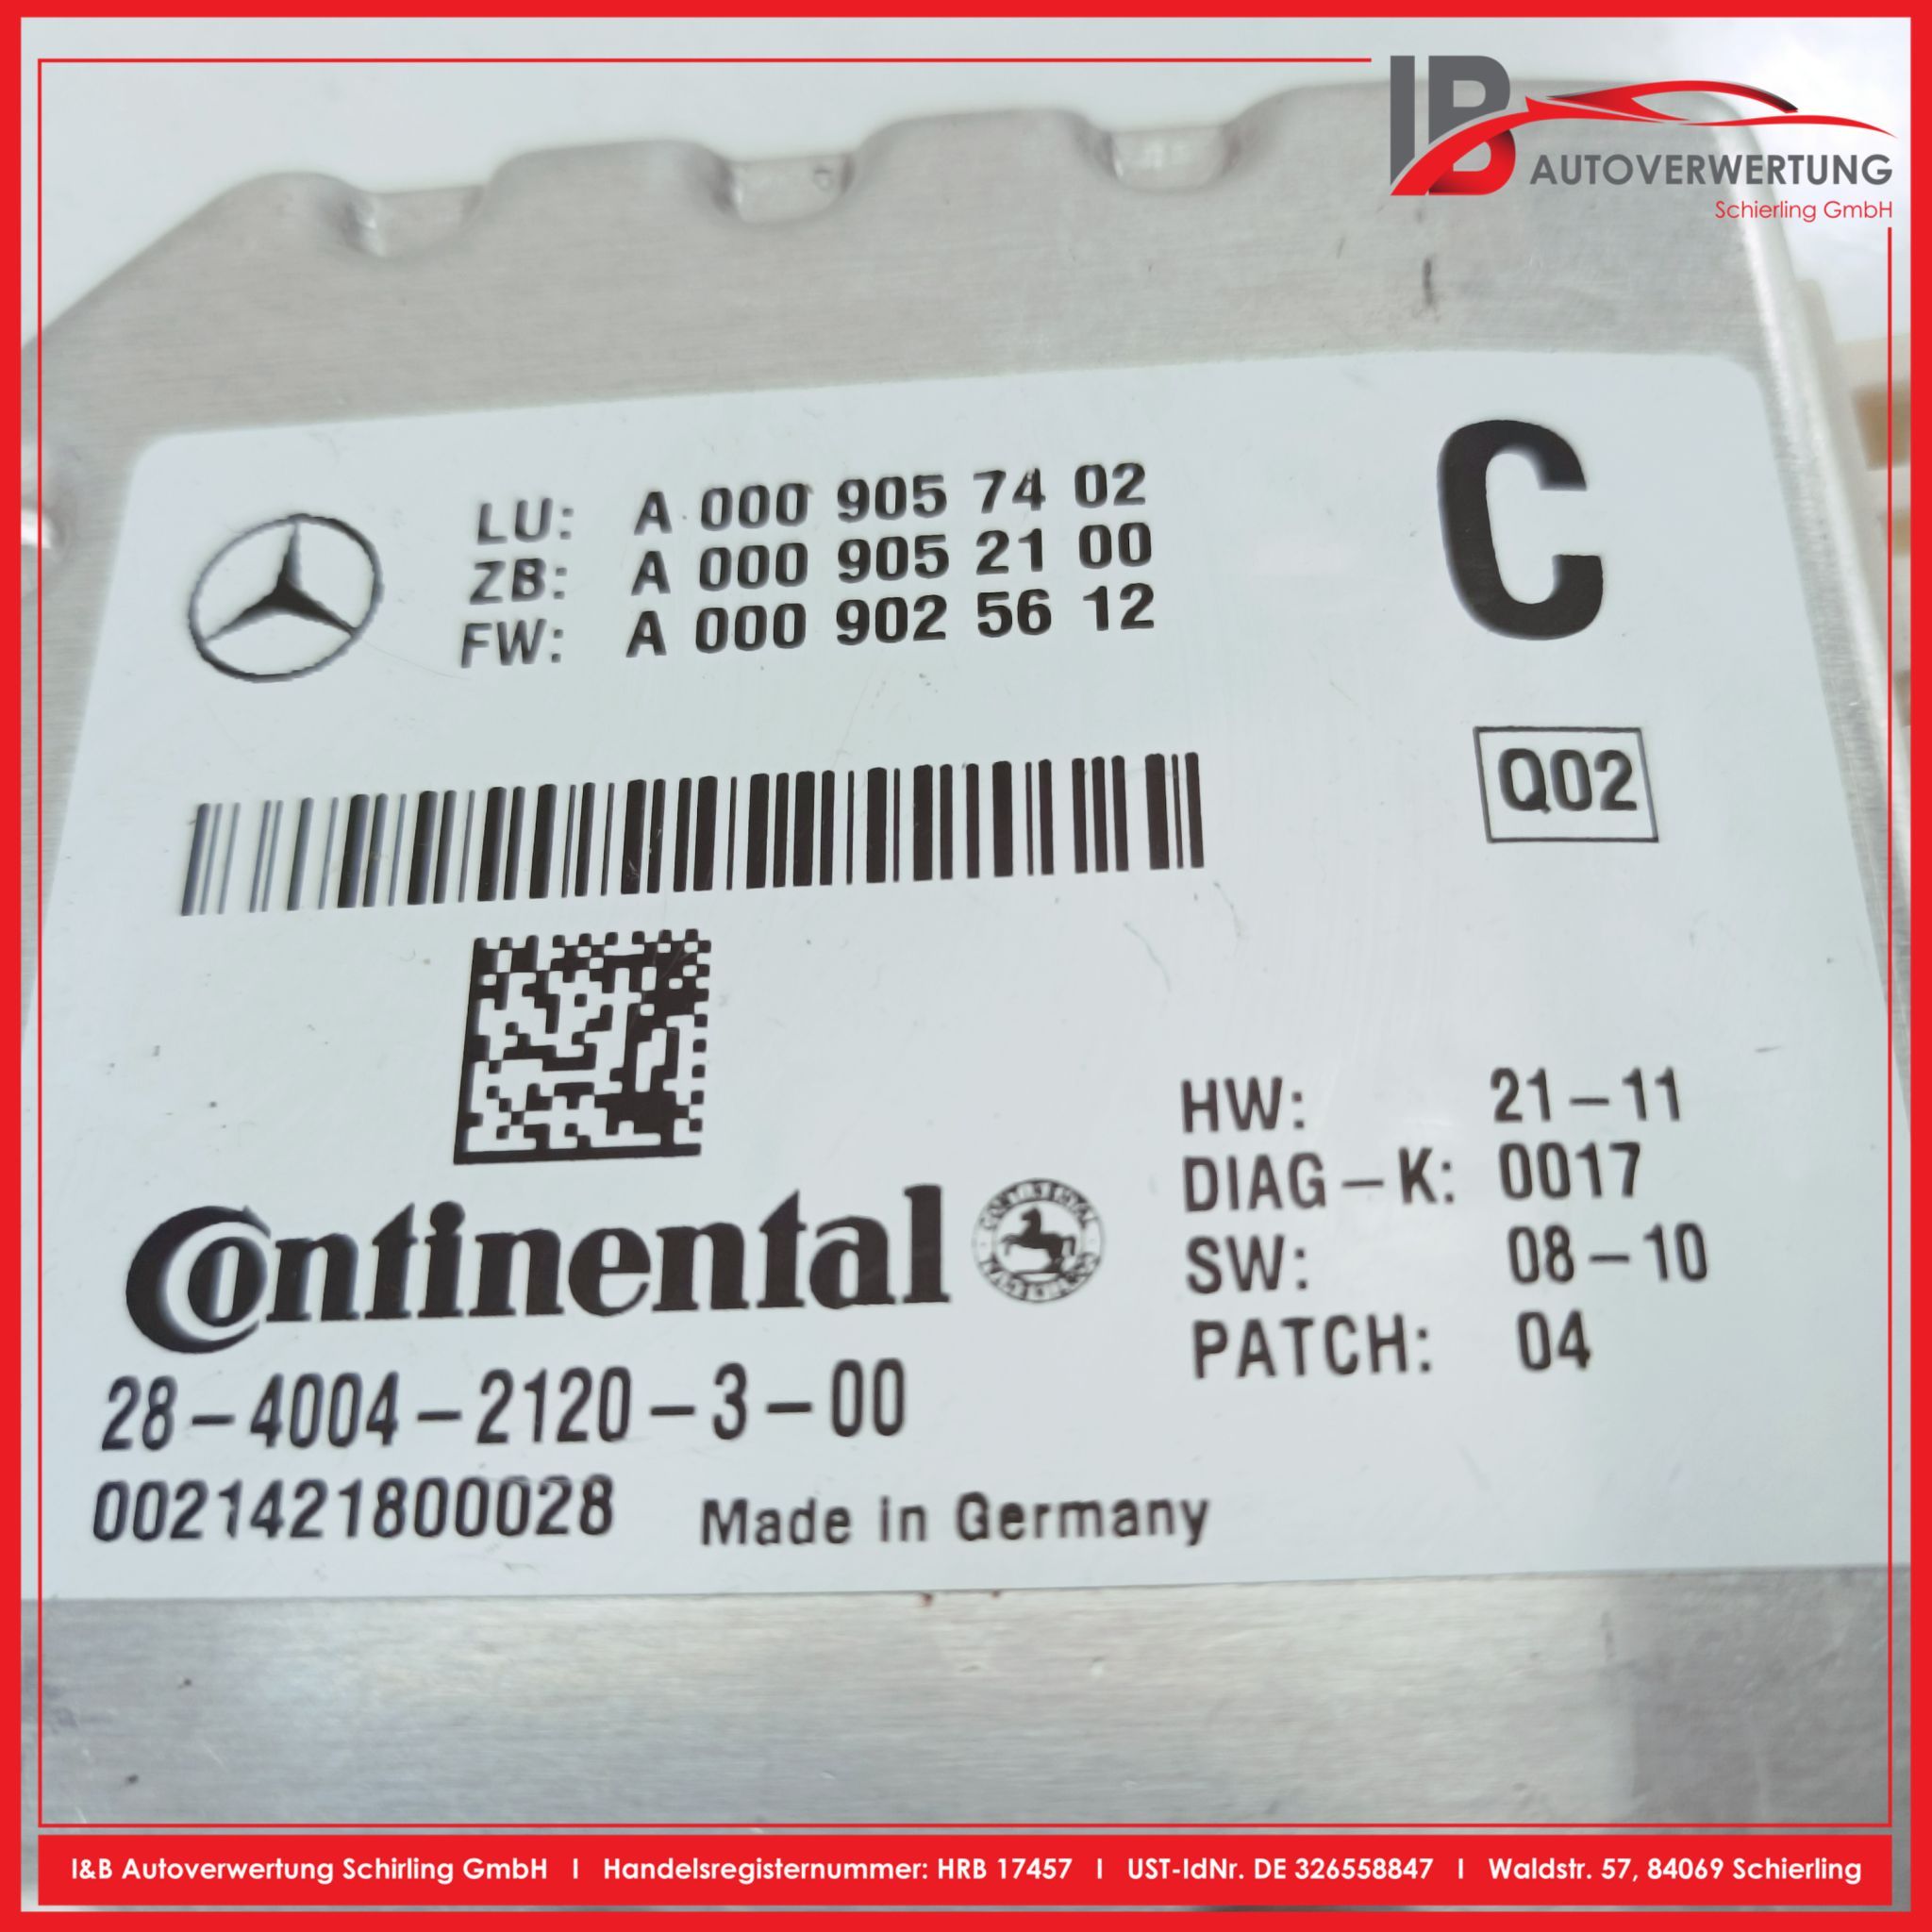 IB
AUTOVERWERTUNG
Schierling GmbH
LU: A 000 905 74 02
ZB: A 000 905 21 00
FW: A 000 902 56 12
C
Q02
HW: 21-11
DIAG-K: 0017
SW: 08-10
PATCH: 04
Continental
28-4004-2120-3-00
0021421800028 Made in Germany
I&B Autoverwertung Schirling GmbH I Handelsregisternummer: HRB 17457 I UST-IdNr. DE 326558847 I Waldstr. 57, 84069 Schierling